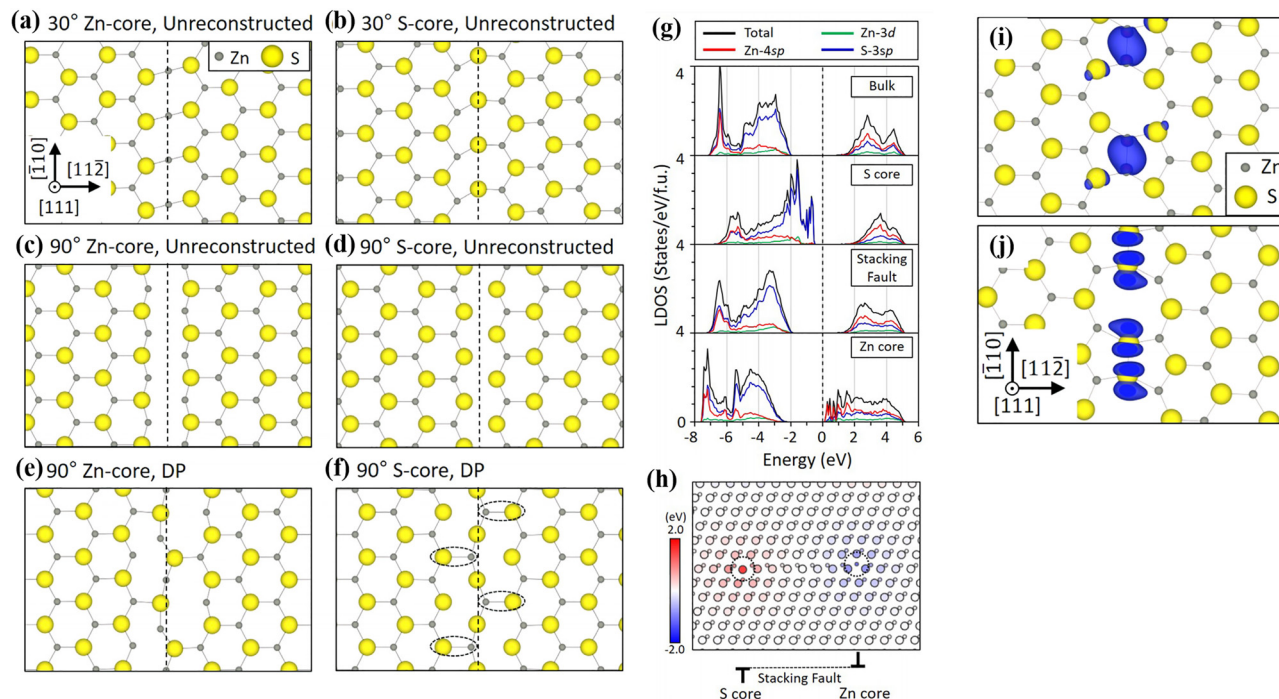 (a) 30° Zn-core, Unreconstructed
Zn S
[1̅10]
[112̅]
[111]
(b) 30° S-core, Unreconstructed
(c) 90° Zn-core, Unreconstructed
(d) 90° S-core, Unreconstructed
(e) 90° Zn-core, DP
(f) 90° S-core, DP
(g)
Total Zn-3d
Zn-4sp S-3sp
LDOS (States/eV/f.u.)
4
Bulk
4
S core
4
Stacking
Fault
4
Zn core
0
-8 -6 -4 -2 0 2 4 6
Energy (eV)
(h)
(eV)
2.0
-2.0
Stacking Fault
S core Zn core
(i)
Zn
S
(j)
[1̅10]
[112̅]
[111]